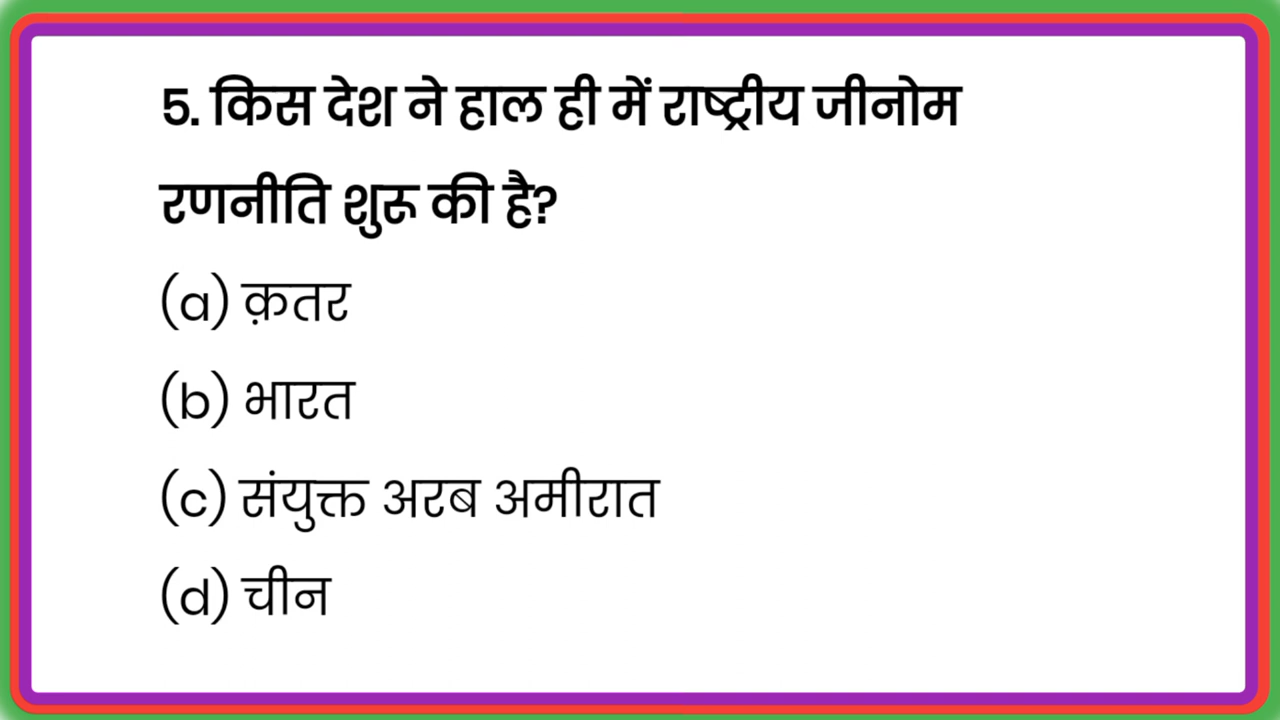 5. किस देश ने हाल ही में राष्ट्रीय जीनोम
रणनीति शुरू की है?
(a) क़तर
(b) भारत
(c) संयुक्त अरब अमीरात
(d) चीन